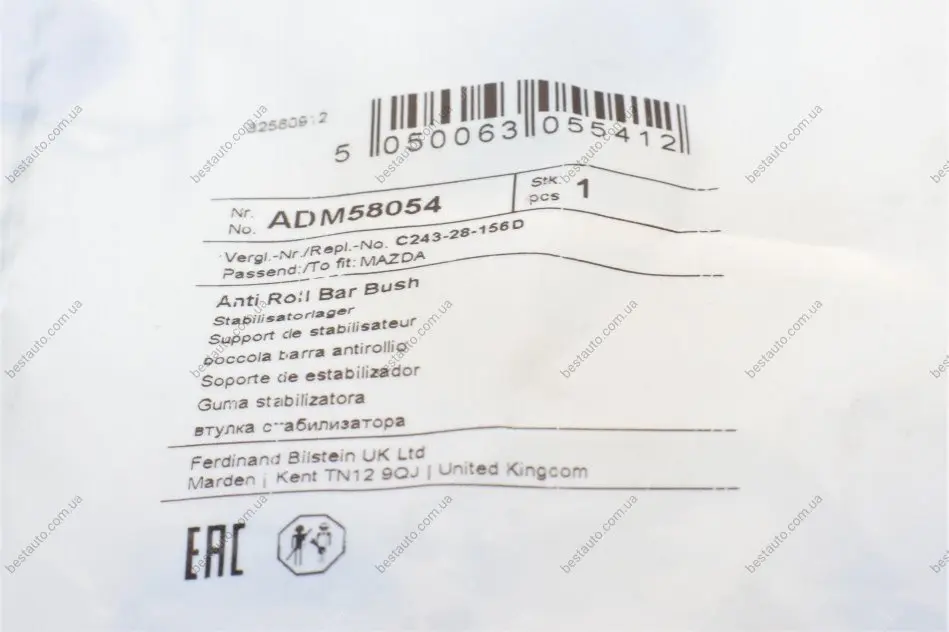 82580912
5 050063 055412
Nr. No. ADM58054 Stk. pcs 1
Vergl.-Nr./Repl.-No. C243-28-156D
Passend:/To fit: MAZDA
Anti Roll Bar Bush
Stabilisatorlager
Support de stabilisateur
boccola barra antirollio
Soporte de estabilizador
Guma stabilizatora
втулка стабилизатора
Ferdinand Bilstein UK Ltd
Marden | Kent TN12 9QJ | United Kingdom
EAC
bestauto.com.ua